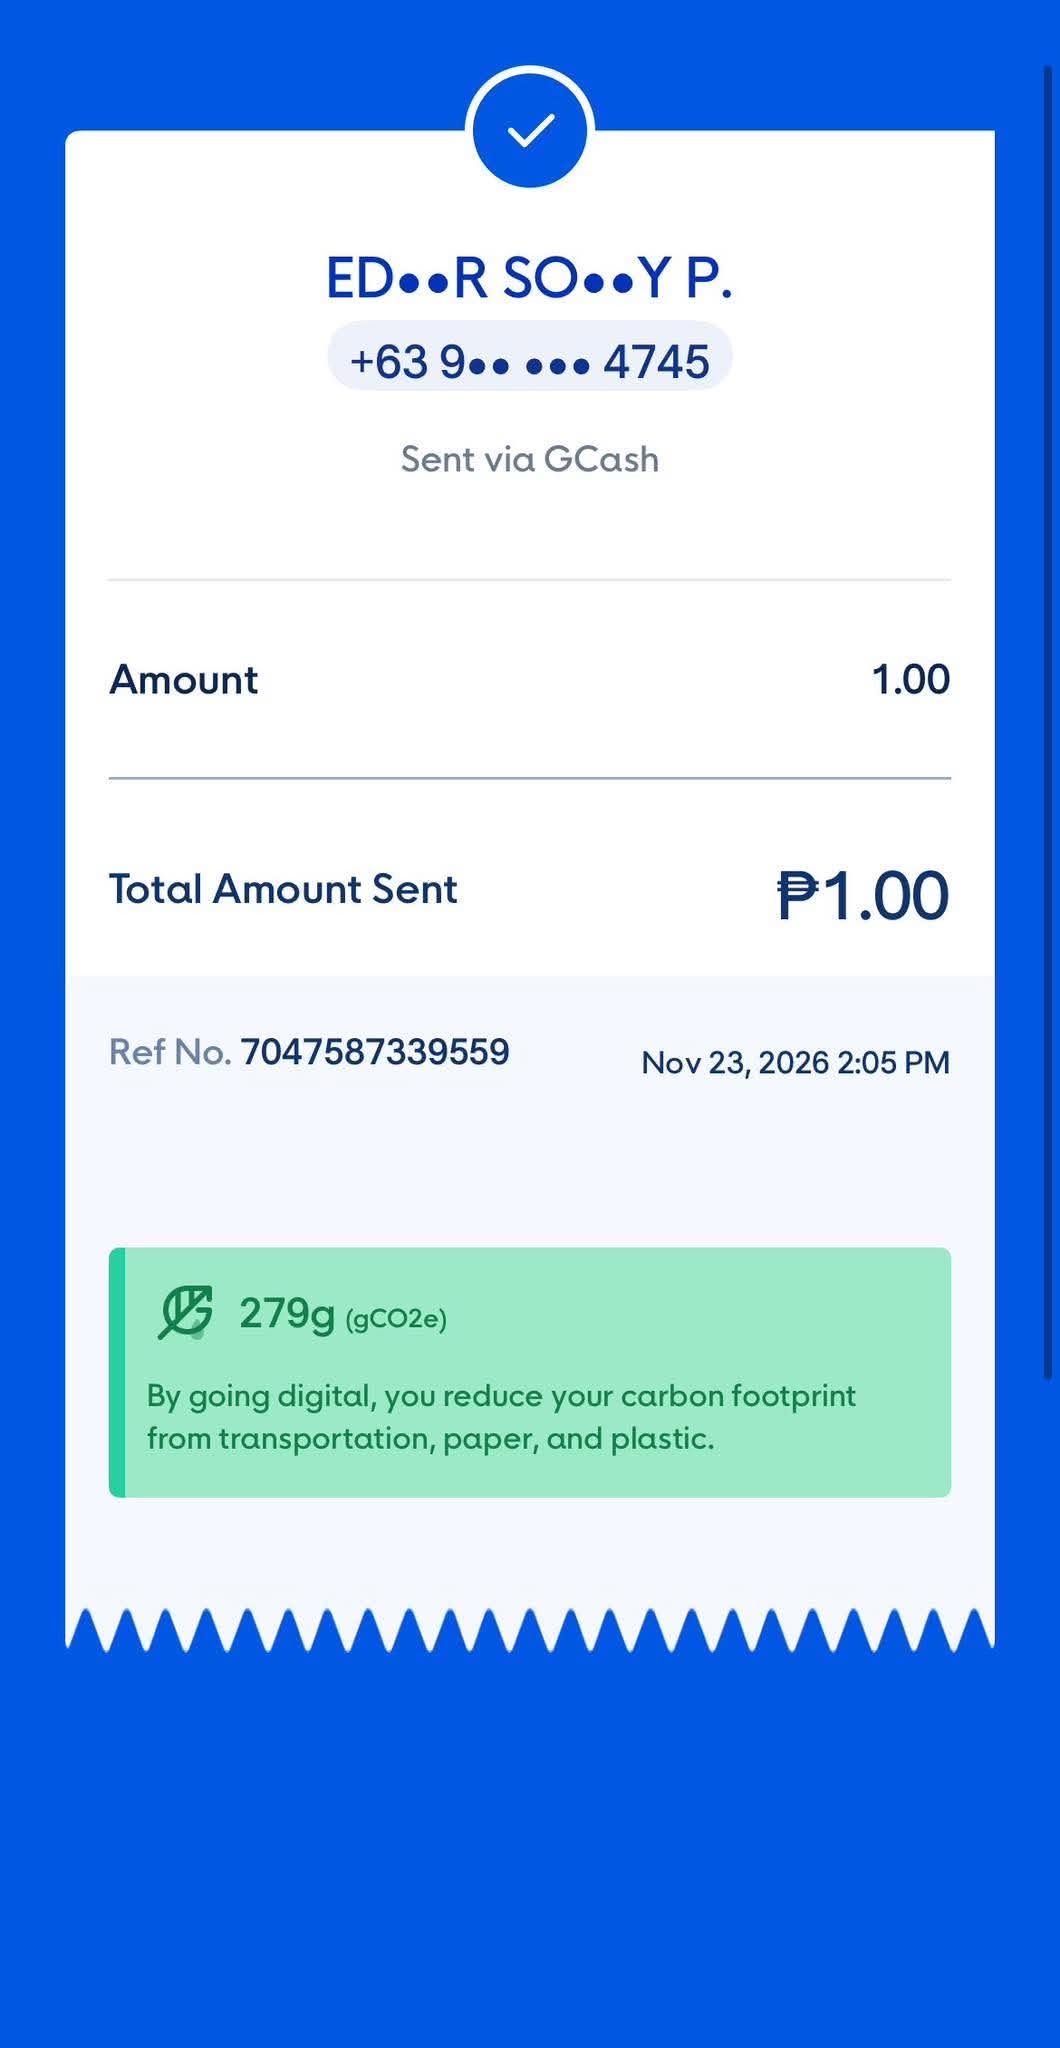 ED••R SO••Y P.
+63 9•• ••• 4745
Sent via GCash
Amount 1.00
Total Amount Sent ₱1.00
Ref No. 7047587339559 Nov 23, 2026 2:05 PM
279g (gCO2e)
By going digital, you reduce your carbon footprint
from transportation, paper, and plastic.